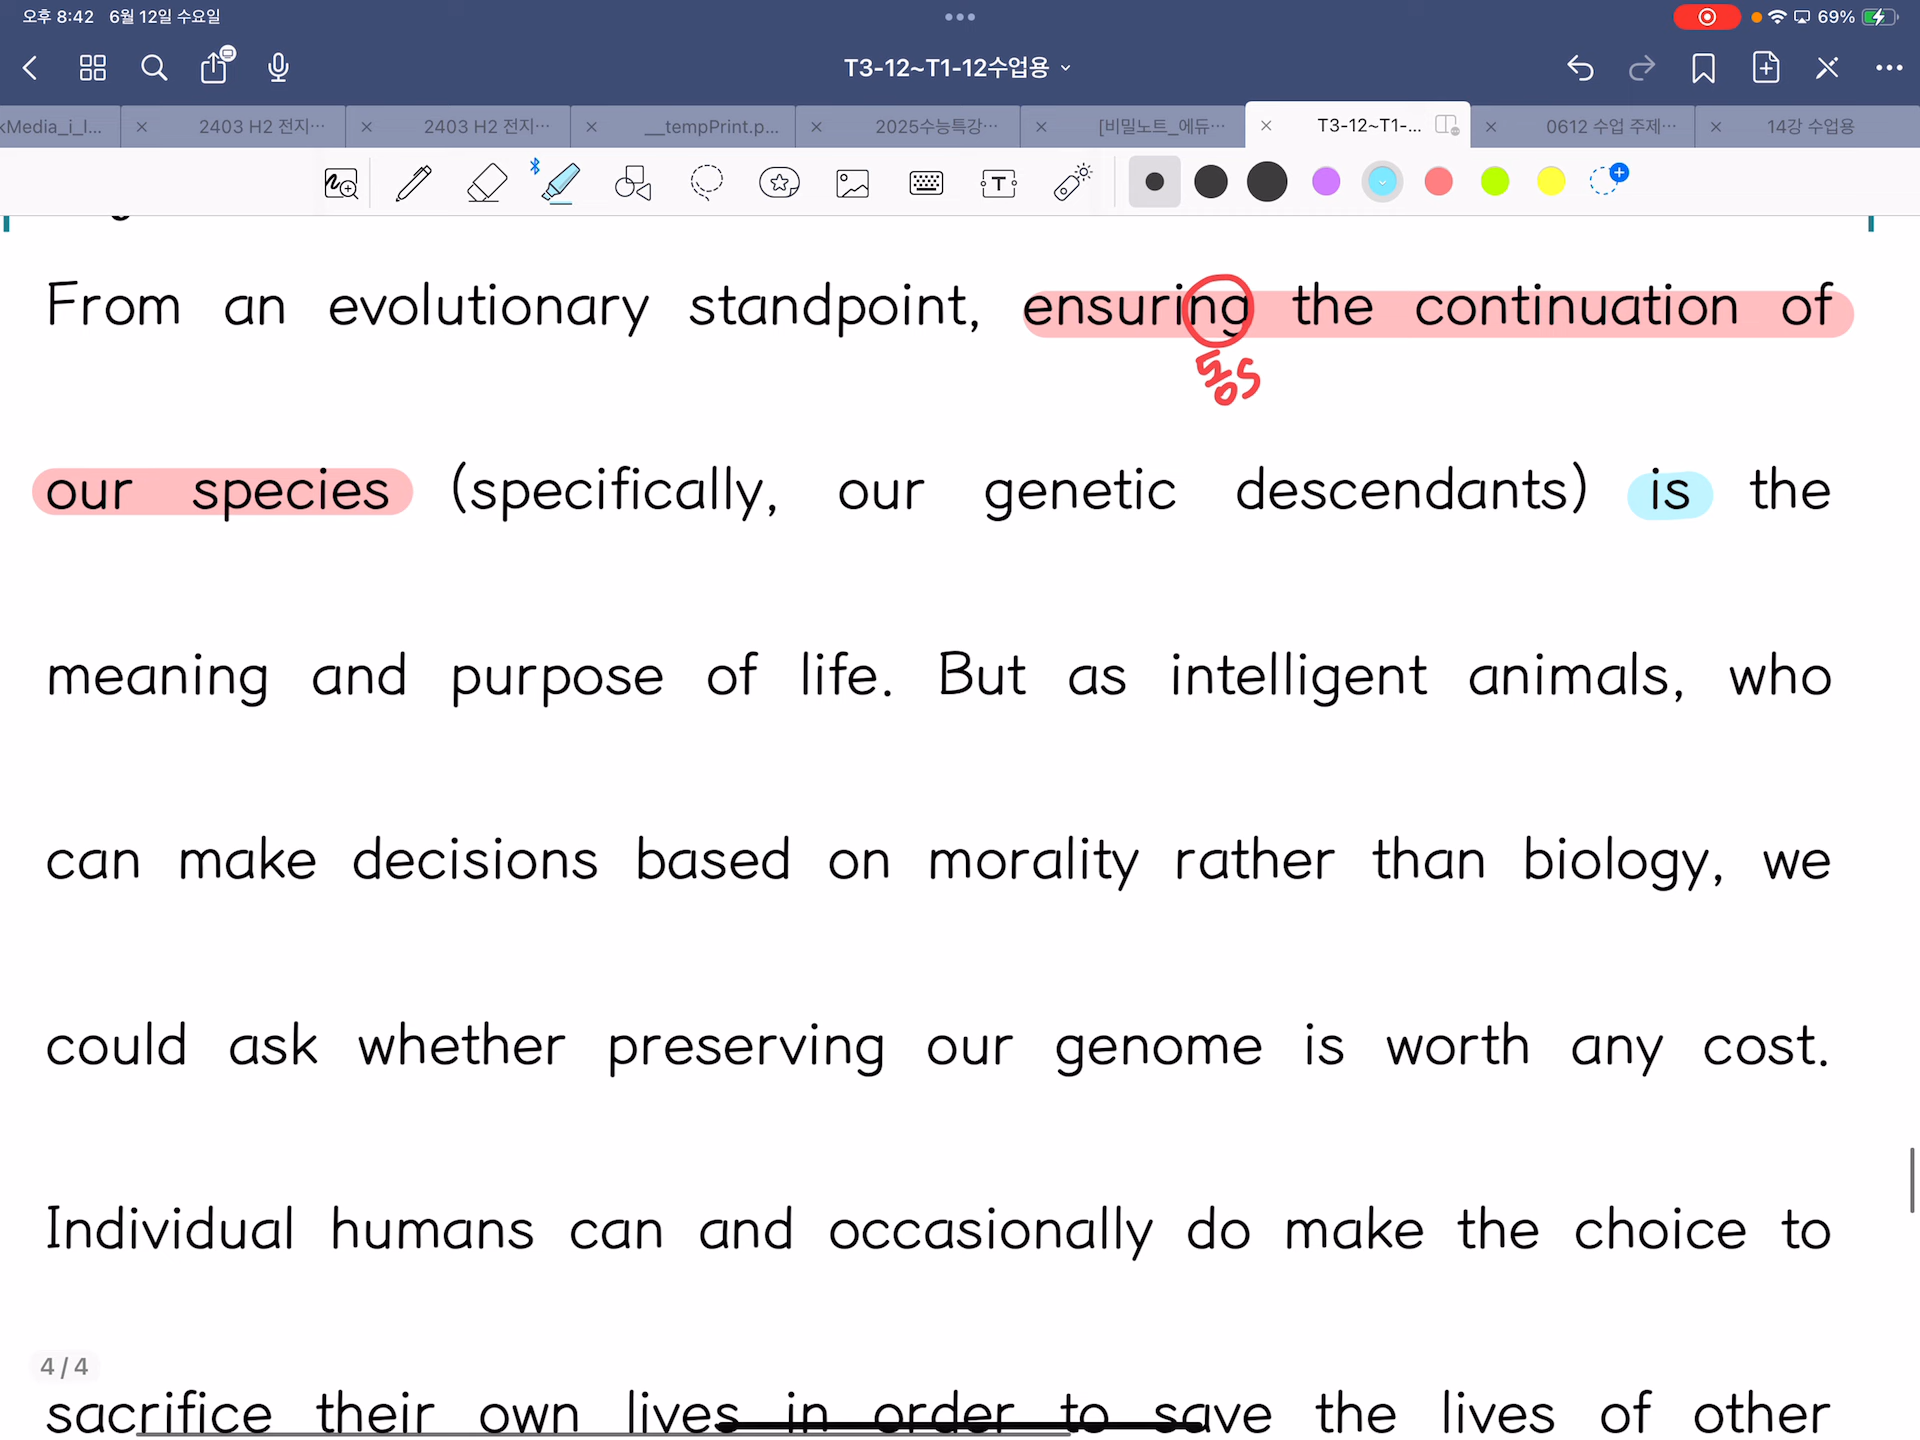 오후 8:42 6월 12일 수요일
69%
T3-12~T1-12수업용
Media_i_l...
2403 H2 전지...
2403 H2 전지...
__tempPrint.p...
2025수능특강...
[비밀노트_에듀...
T3-12~T1-...
0612 수업 주제...
14강 수업용
From an evolutionary standpoint, ensuring the continuation of
동S
our species (specifically, our genetic descendants) is the
meaning and purpose of life. But as intelligent animals, who
can make decisions based on morality rather than biology, we
could ask whether preserving our genome is worth any cost.
Individual humans can and occasionally do make the choice to
4/4
sacrifice their own lives in order to save the lives of other